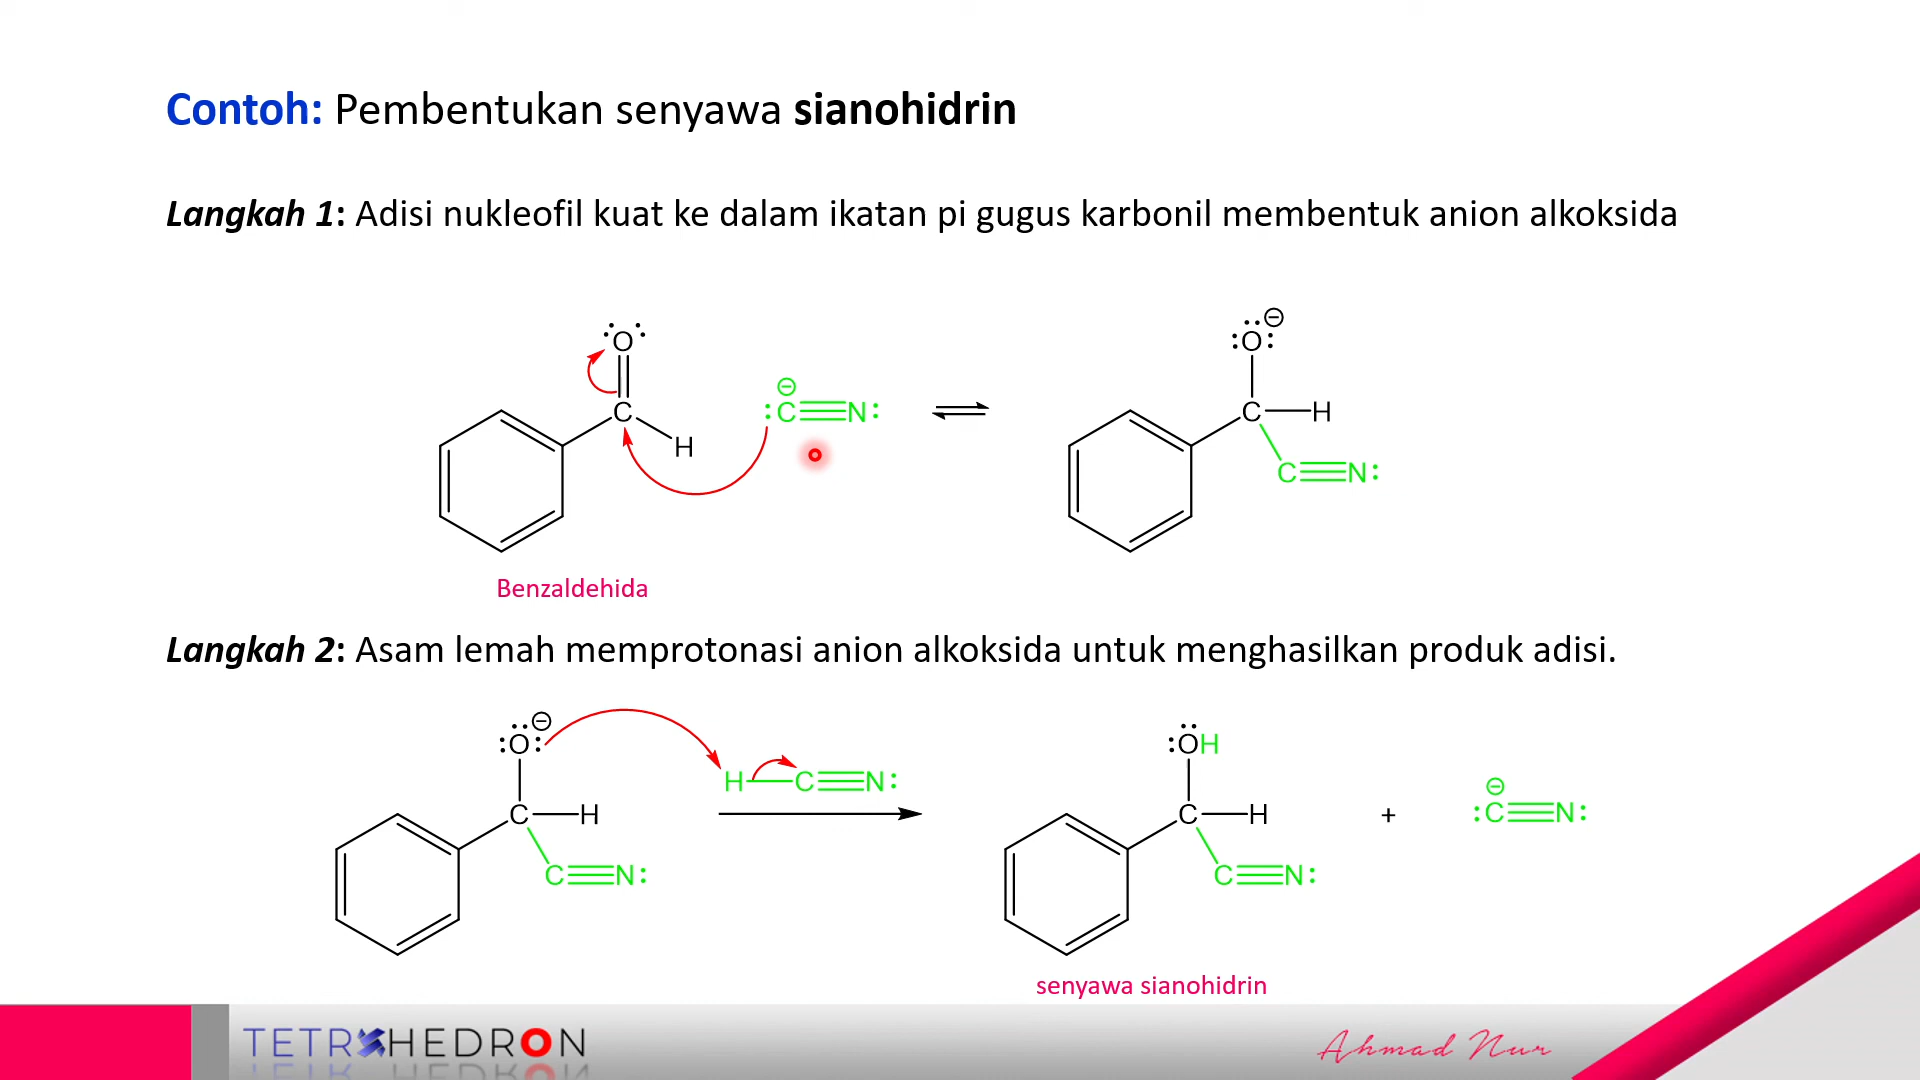 Contoh: Pembentukan senyawa sianohidrin
Langkah 1: Adisi nukleofil kuat ke dalam ikatan pi gugus karbonil membentuk anion alkoksida
:O:
C
H
:C≡N:
⊖
:O:
⊖
C—H
C≡N:
Benzaldehida
Langkah 2: Asam lemah memprotonasi anion alkoksida untuk menghasilkan produk adisi.
:O:
⊖
C—H
C≡N:
H—C≡N:
:OH
C—H
C≡N:
+
⊖
:C≡N:
senyawa sianohidrin
TETRAHEDRON
Ahmad Nur